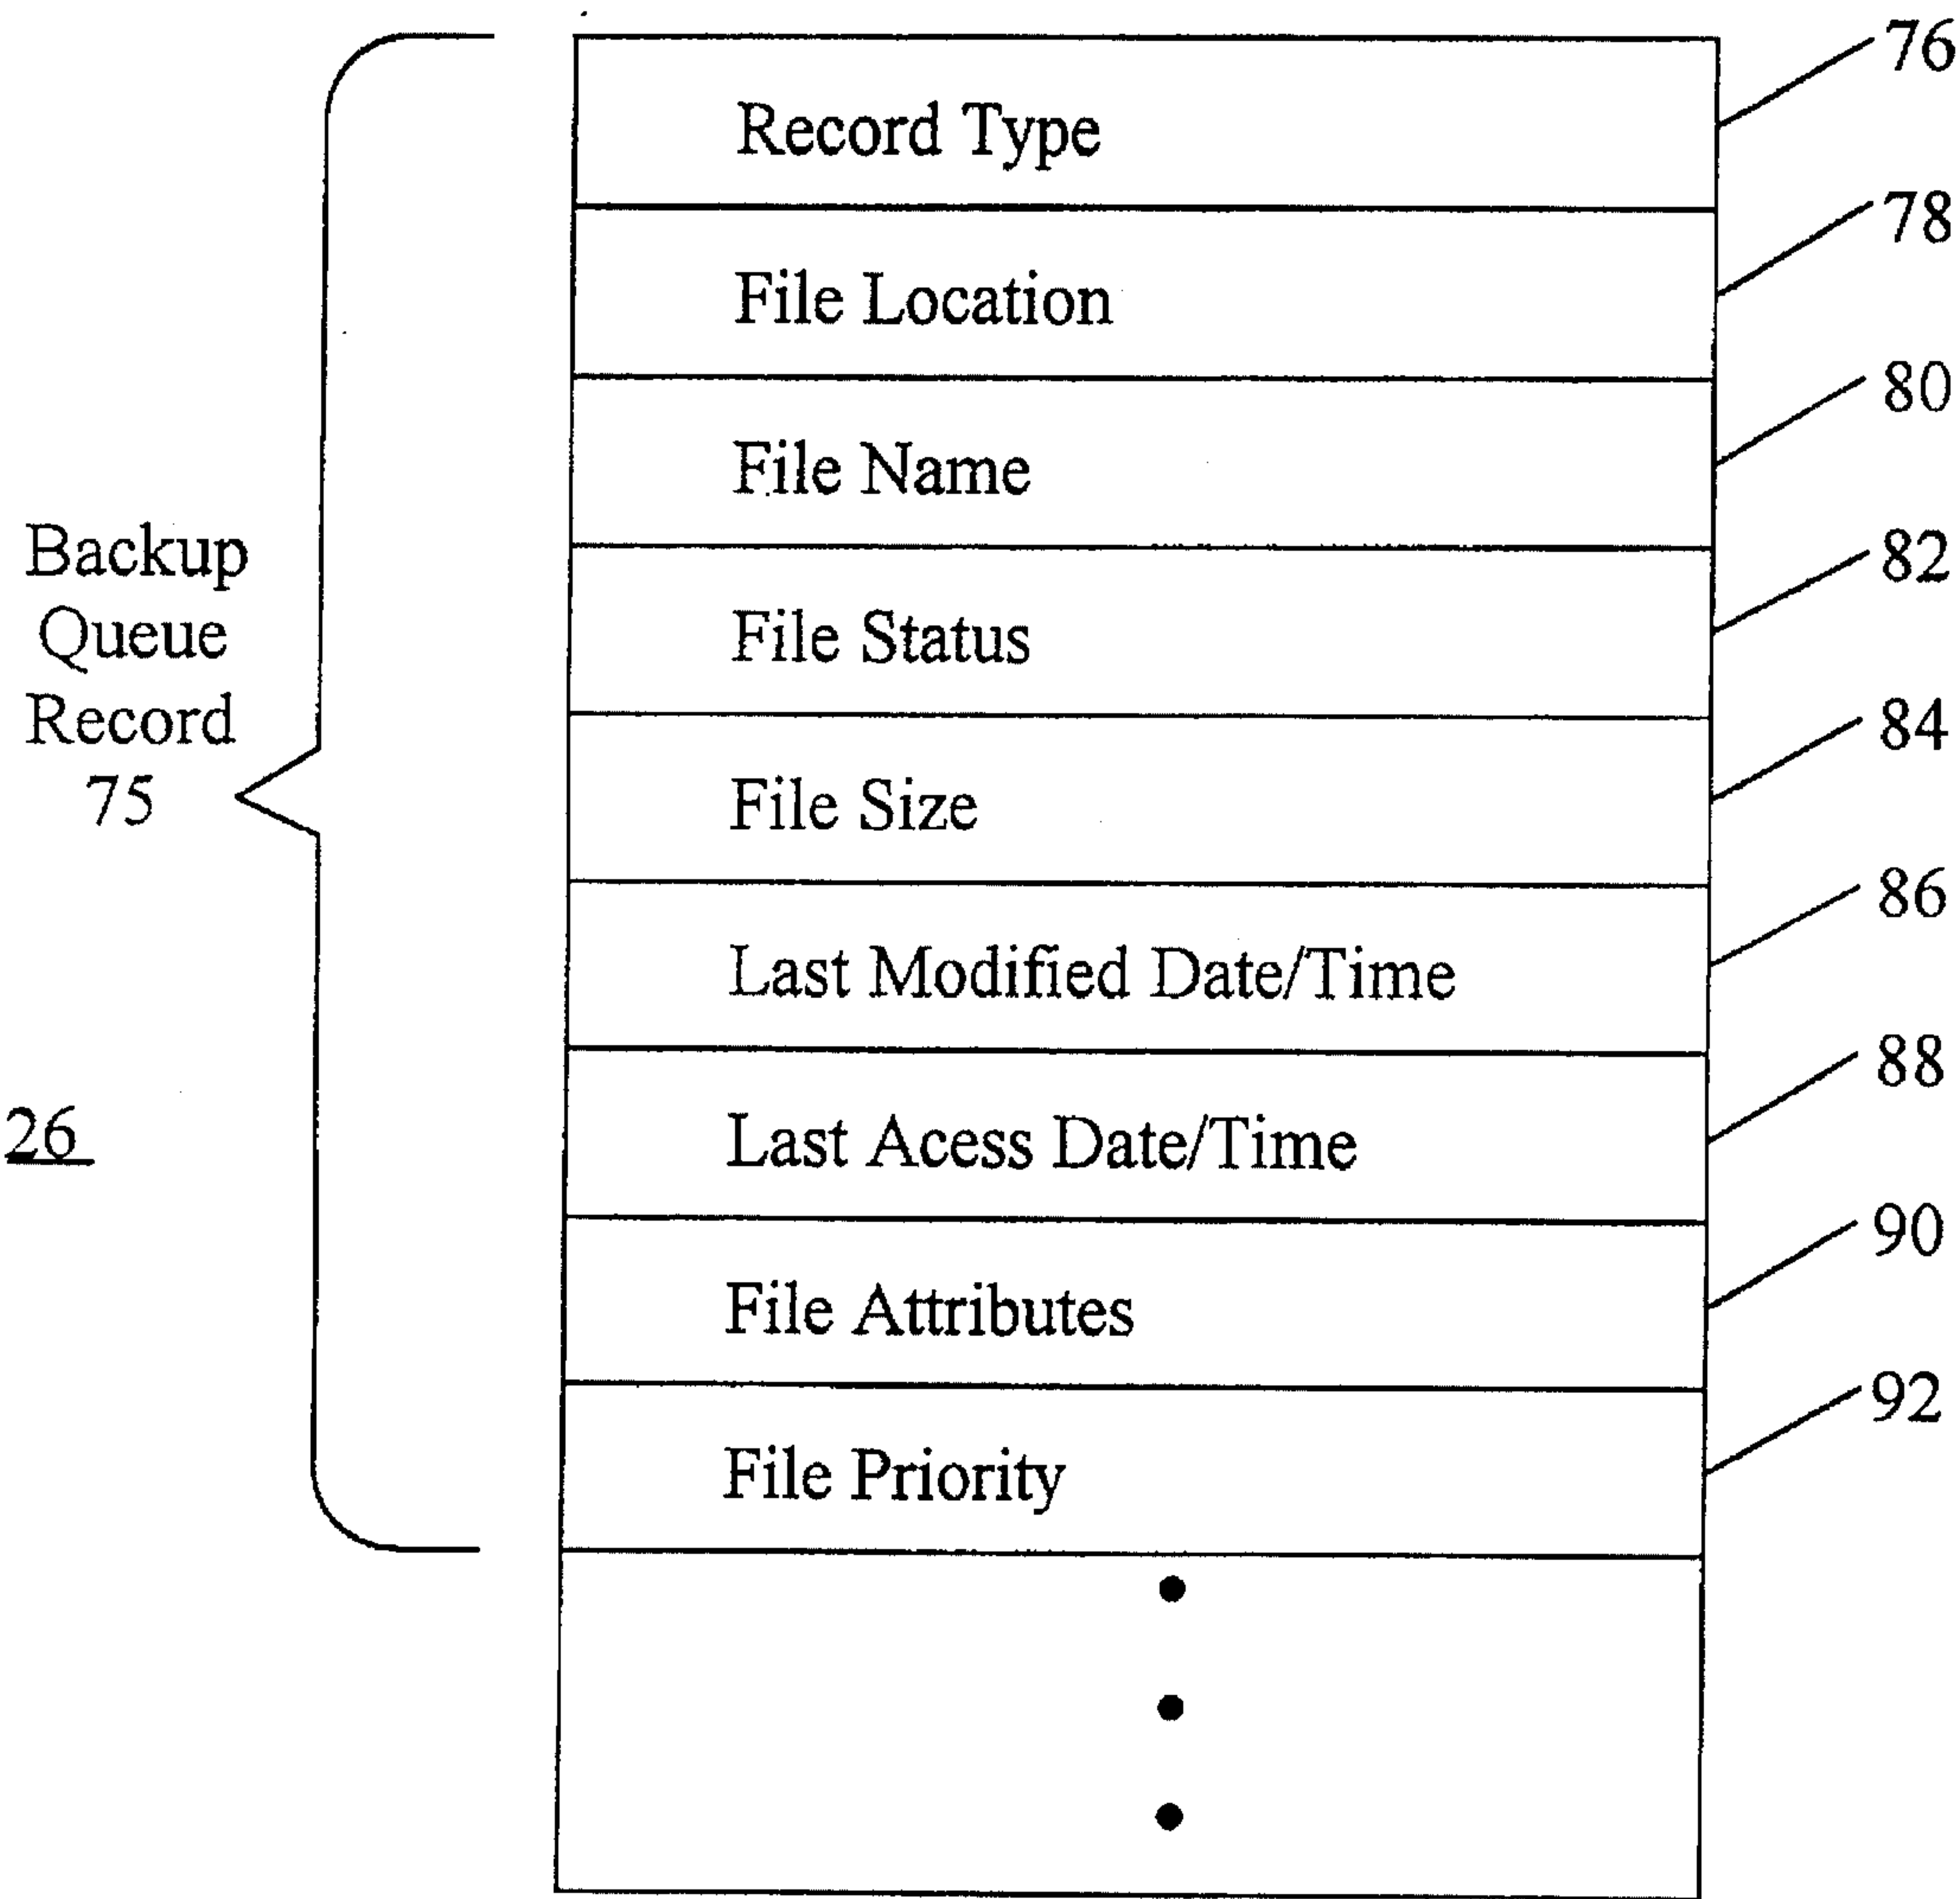 76
Record Type
78
File Location
80
File Name
82
File Status
84
File Size
86
Last Modified Date/Time
88
Last Acess Date/Time
90
File Attributes
92
File Priority
Backup
Queue
Record
75
26